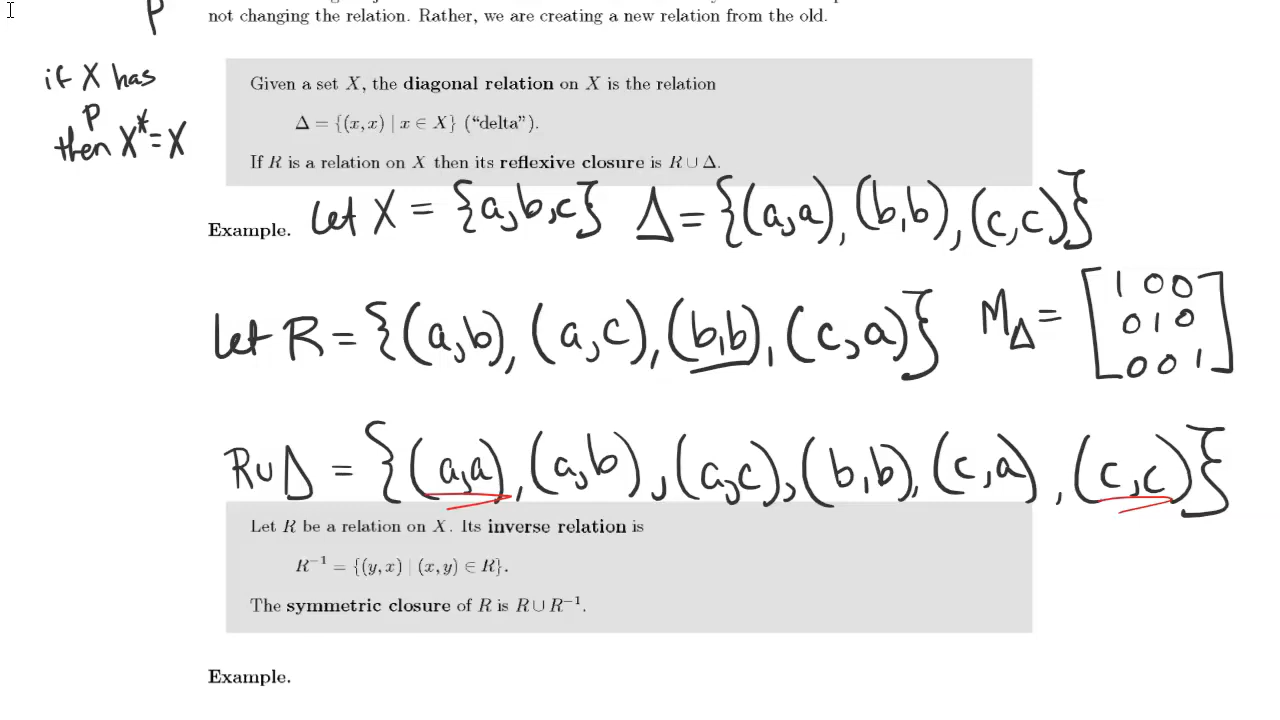 not changing the relation. Rather, we are creating a new relation from the old.
P
if X has
P
then X* = X
Given a set X, the diagonal relation on X is the relation
Δ = {(x, x) | x ∈ X} (“delta”).
If R is a relation on X then its reflexive closure is R ∪ Δ.
Example. let X = {a,b,c} Δ = {(a,a), (b,b), (c,c)}
let R = {(a,b), (a,c), (b,b), (c,a)} M_Δ = [1 0 0
0 1 0
0 0 1]
R∪Δ = {(a,a), (a,b), (a,c), (b,b), (c,a), (c,c)}
Let R be a relation on X. Its inverse relation is
R⁻¹ = {(y, x) | (x, y) ∈ R}.
The symmetric closure of R is R ∪ R⁻¹.
Example.